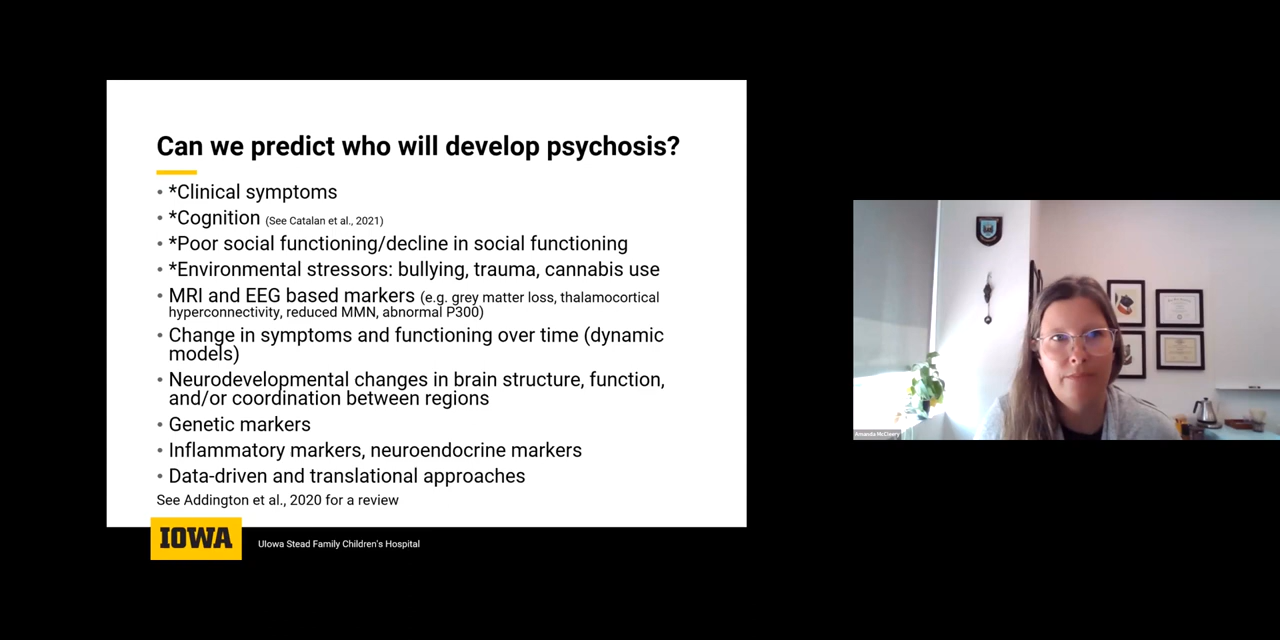 Can we predict who will develop psychosis?
• *Clinical symptoms
• *Cognition (See Catalan et al., 2021)
• *Poor social functioning/decline in social functioning
• *Environmental stressors: bullying, trauma, cannabis use
• MRI and EEG based markers (e.g. grey matter loss, thalamocortical
hyperconnectivity, reduced MMN, abnormal P300)
• Change in symptoms and functioning over time (dynamic
models)
• Neurodevelopmental changes in brain structure, function,
and/or coordination between regions
• Genetic markers
• Inflammatory markers, neuroendocrine markers
• Data-driven and translational approaches
See Addington et al., 2020 for a review
IOWA
UIowa Stead Family Children's Hospital
Amanda McCleery